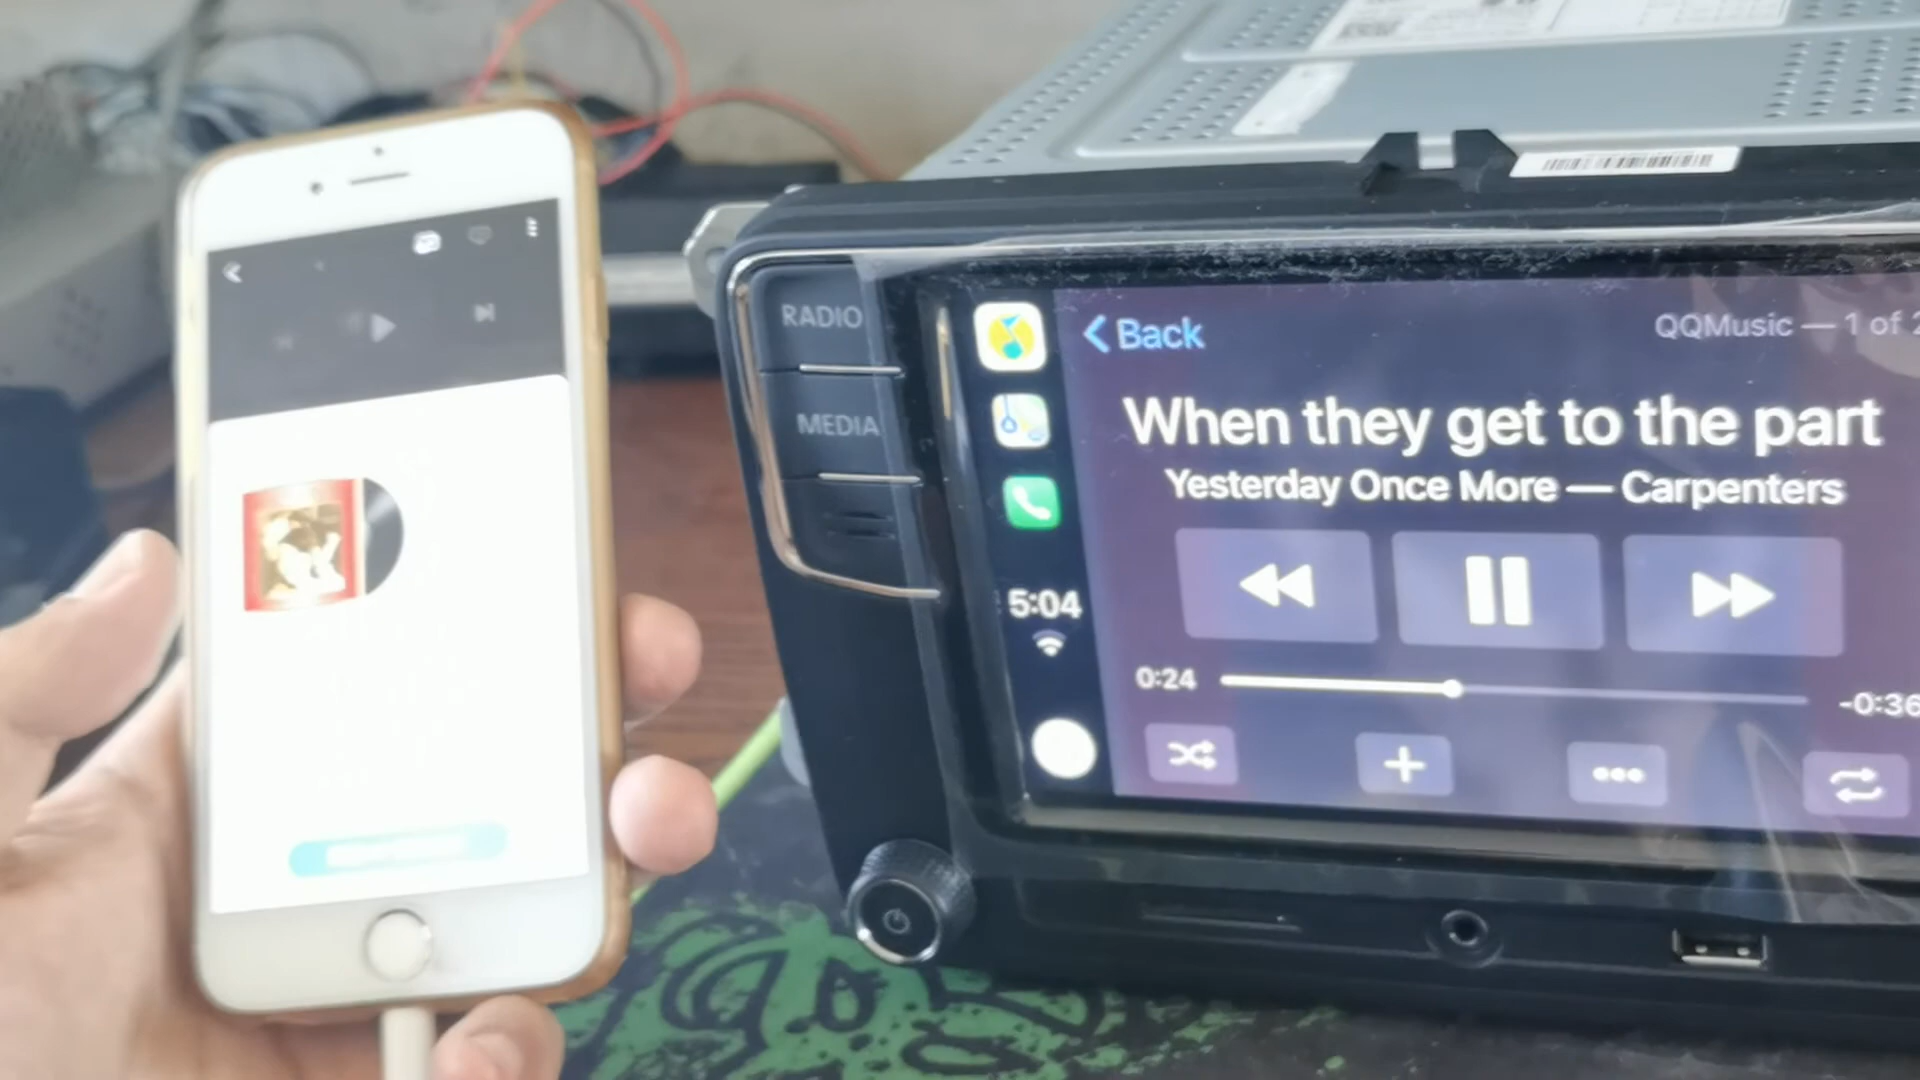 RADIO
MEDIA
Back
QQMusic — 1 of 2
When they get to the part
Yesterday Once More — Carpenters
5:04
0:24
-0:36